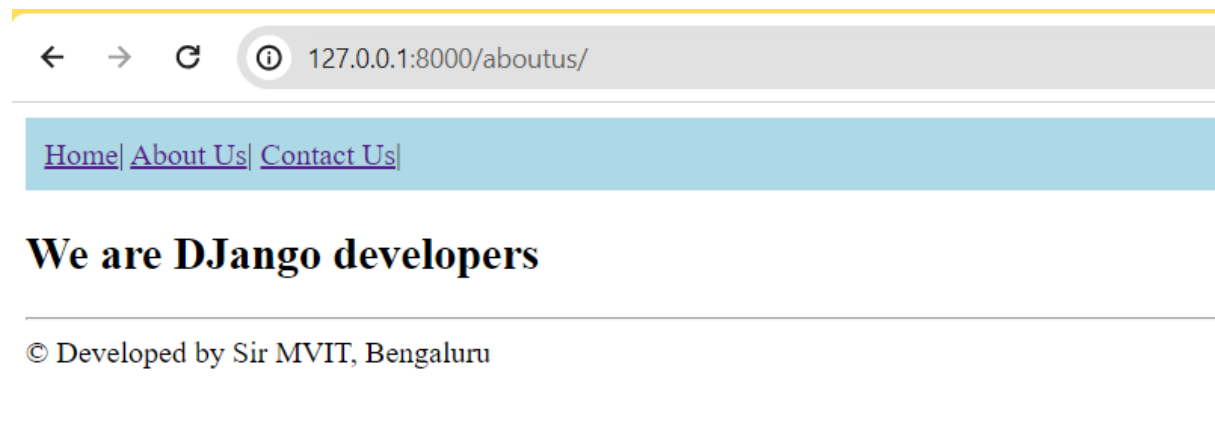 127.0.0.1:8000/aboutus/
Home| About Us| Contact Us|
We are DJango developers
© Developed by Sir MVIT, Bengaluru